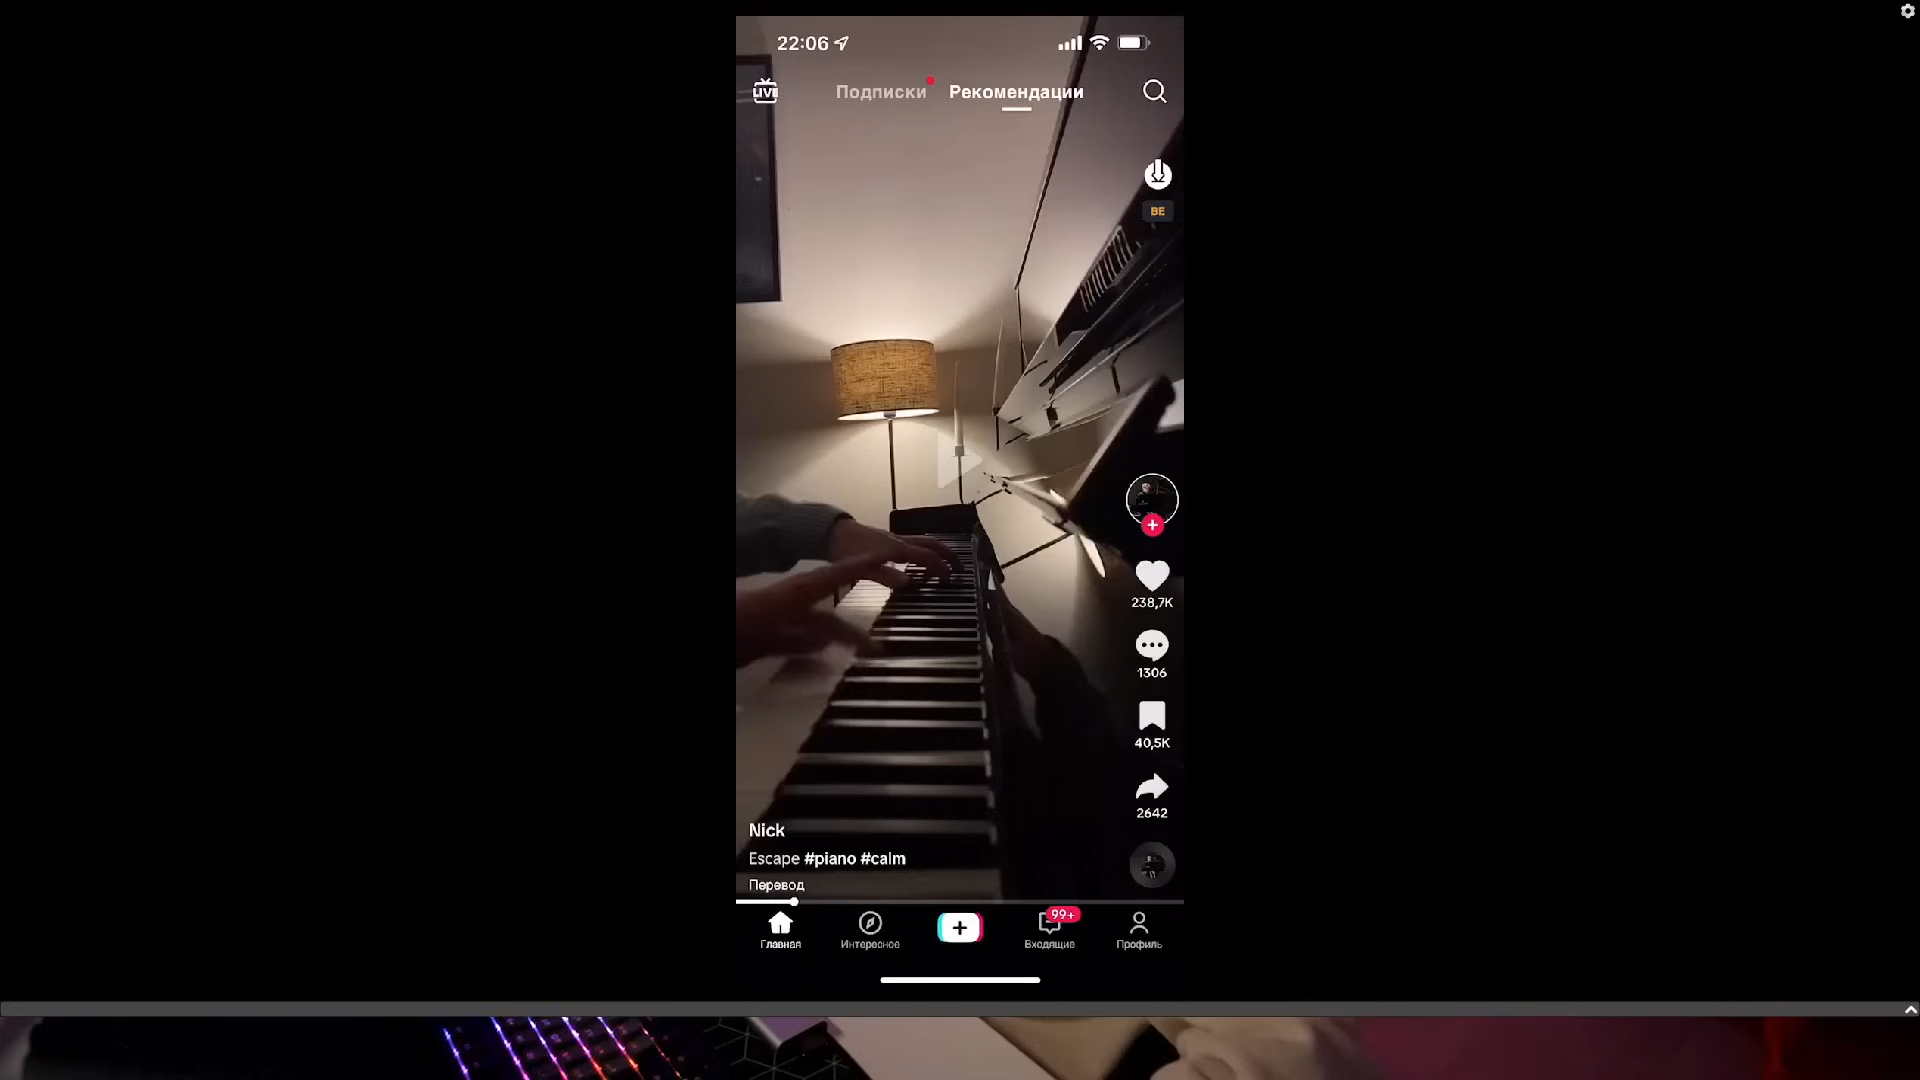 22:06
LIVE
Подписки
Рекомендации
BE
238,7K
1306
40,5K
2642
Nick
Escape #piano #calm
Перевод
Главная
Интересное
99+
Входящие
Профиль